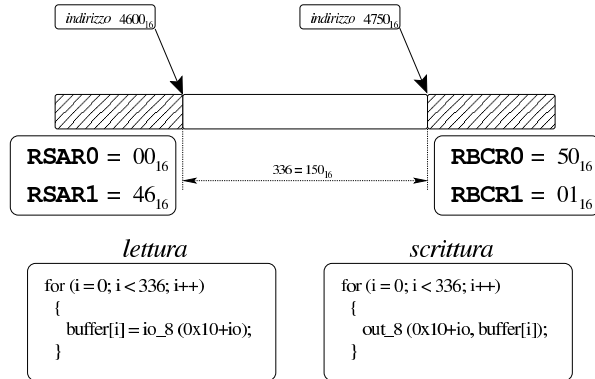 indirizzo 4600₁₆
indirizzo 4750₁₆
RSAR0 = 00₁₆
RSAR1 = 46₁₆
336 = 150₁₆
RBCR0 = 50₁₆
RBCR1 = 01₁₆
lettura
for (i = 0; i < 336; i++)
{
buffer[i] = io_8 (0x10+io);
}
scrittura
for (i = 0; i < 336; i++)
{
out_8 (0x10+io, buffer[i]);
}